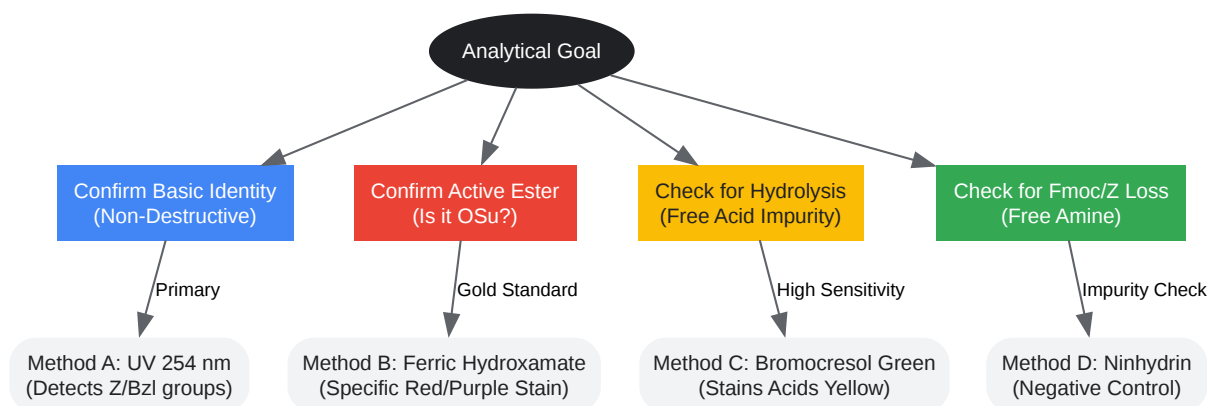 Analytical Goal
Confirm Basic Identity
(Non-Destructive)
Confirm Active Ester
(Is it OSu?)
Check for Hydrolysis
(Free Acid Impurity)
Check for Fmoc/Z Loss
(Free Amine)
Primary
Gold Standard
High Sensitivity
Impurity Check
Method A: UV 254 nm
(Detects Z/Bzl groups)
Method B: Ferric Hydroxamate
(Specific Red/Purple Stain)
Method C: Bromocresol Green
(Stains Acids Yellow)
Method D: Ninhydrin
(Negative Control)